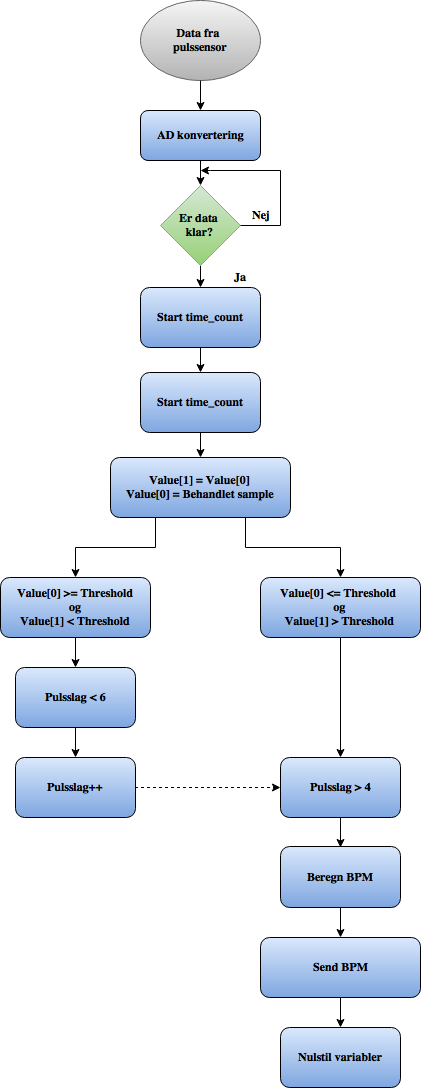 Data fra
pulssensor
AD konvertering
Er data
klar?
Nej
Ja
Start time_count
Start time_count
Value[1] = Value[0]
Value[0] = Behandlet sample
Value[0] >= Threshold
og
Value[1] < Threshold
Value[0] <= Threshold
og
Value[1] > Threshold
Pulsslag < 6
Pulsslag++
Pulsslag > 4
Beregn BPM
Send BPM
Nulstil variabler